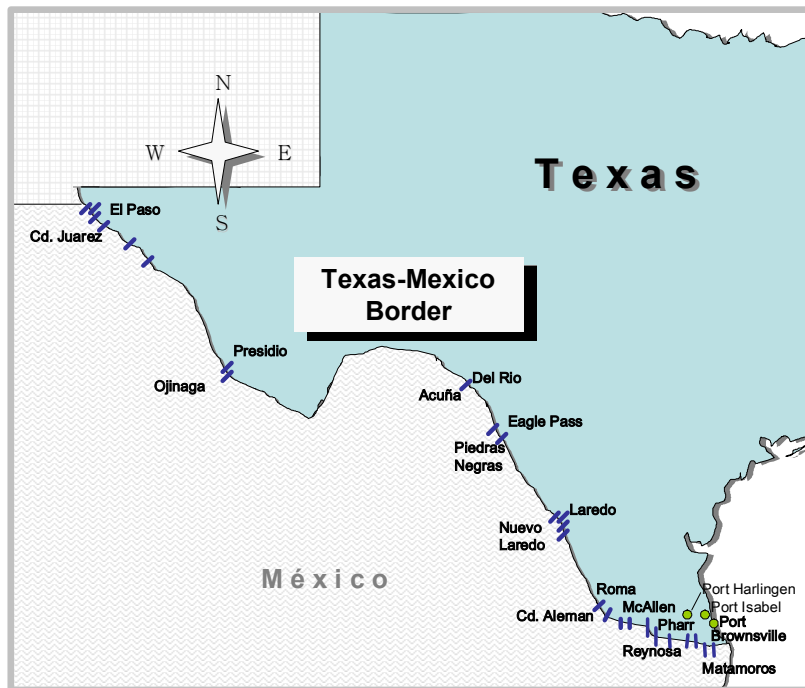 N
W
E
S
Texas
El Paso
Cd. Juarez
Texas-Mexico
Border
Presidio
Ojinaga
Del Rio
Acuña
Eagle Pass
Piedras
Negras
Laredo
Nuevo
Laredo
México
Roma
Port Harlingen
McAllen
Port Isabel
Cd. Aleman
Pharr
Port
Brownsville
Reynosa
Matamoros